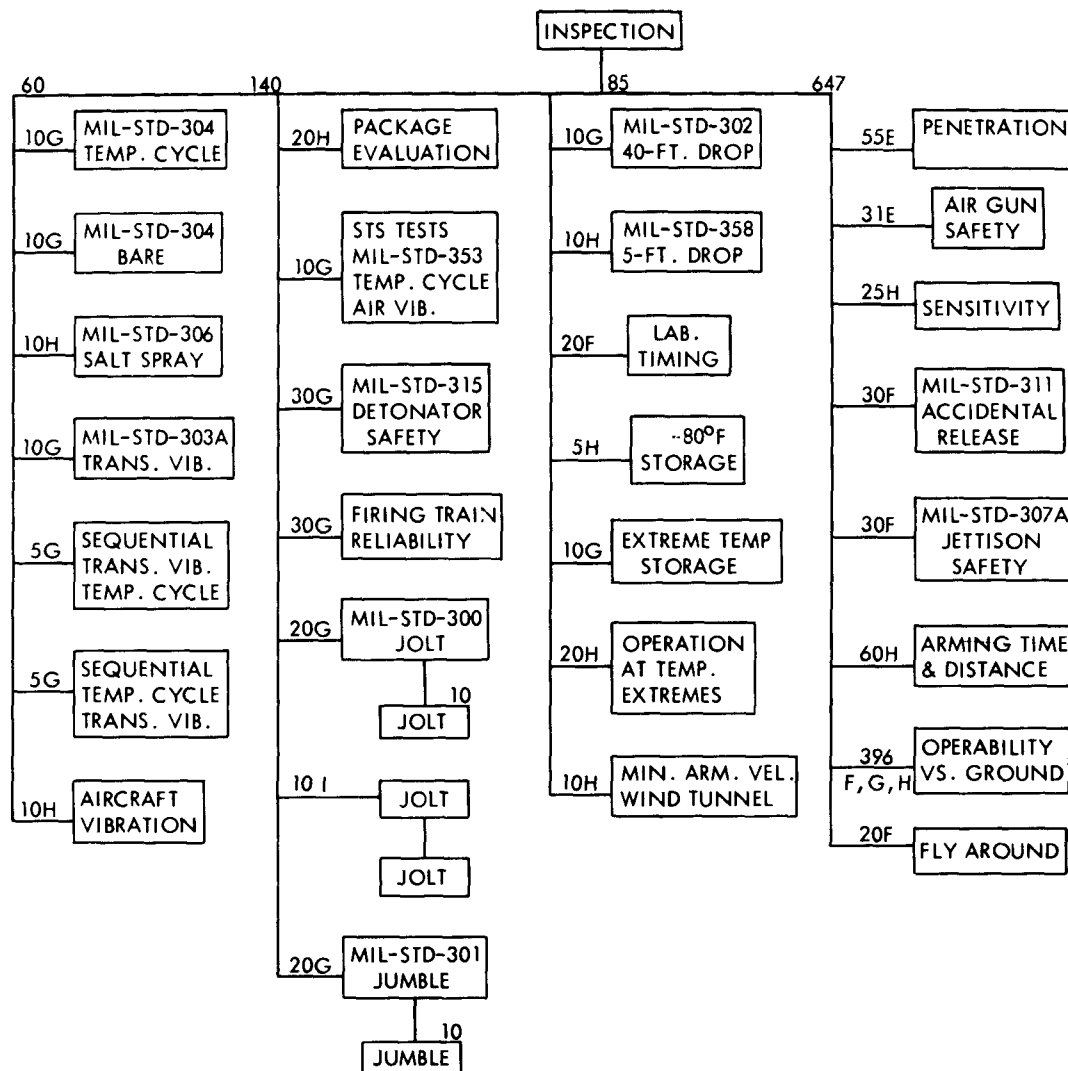 INSPECTION
60
10G
MIL-STD-304
TEMP. CYCLE
10G
MIL-STD-304
BARE
10H
MIL-STD-306
SALT SPRAY
10G
MIL-STD-303A
TRANS. VIB.
5G
SEQUENTIAL
TRANS. VIB.
TEMP. CYCLE
5G
SEQUENTIAL
TEMP. CYCLE
TRANS. VIB.
10H
AIRCRAFT
VIBRATION
140
20H
PACKAGE
EVALUATION
10G
STS TESTS
MIL-STD-353
TEMP. CYCLE
AIR VIB.
30G
MIL-STD-315
DETONATOR
SAFETY
30G
FIRING TRAIN
RELIABILITY
20G
MIL-STD-300
JOLT
10
JOLT
10 I
JOLT
JOLT
20G
MIL-STD-301
JUMBLE
10
JUMBLE
85
10G
MIL-STD-302
40-FT. DROP
10H
MIL-STD-358
5-FT. DROP
20F
LAB.
TIMING
5H
-80°F
STORAGE
10G
EXTREME TEMP
STORAGE
20H
OPERATION
AT TEMP.
EXTREMES
10H
MIN. ARM. VEL.
WIND TUNNEL
647
55E
PENETRATION
31E
AIR GUN
SAFETY
25H
SENSITIVITY
30F
MIL-STD-311
ACCIDENTAL
RELEASE
30F
MIL-STD-307A
JETTISON
SAFETY
60H
ARMING TIME
& DISTANCE
396
F, G, H
OPERABILITY
VS. GROUND
20F
FLY AROUND